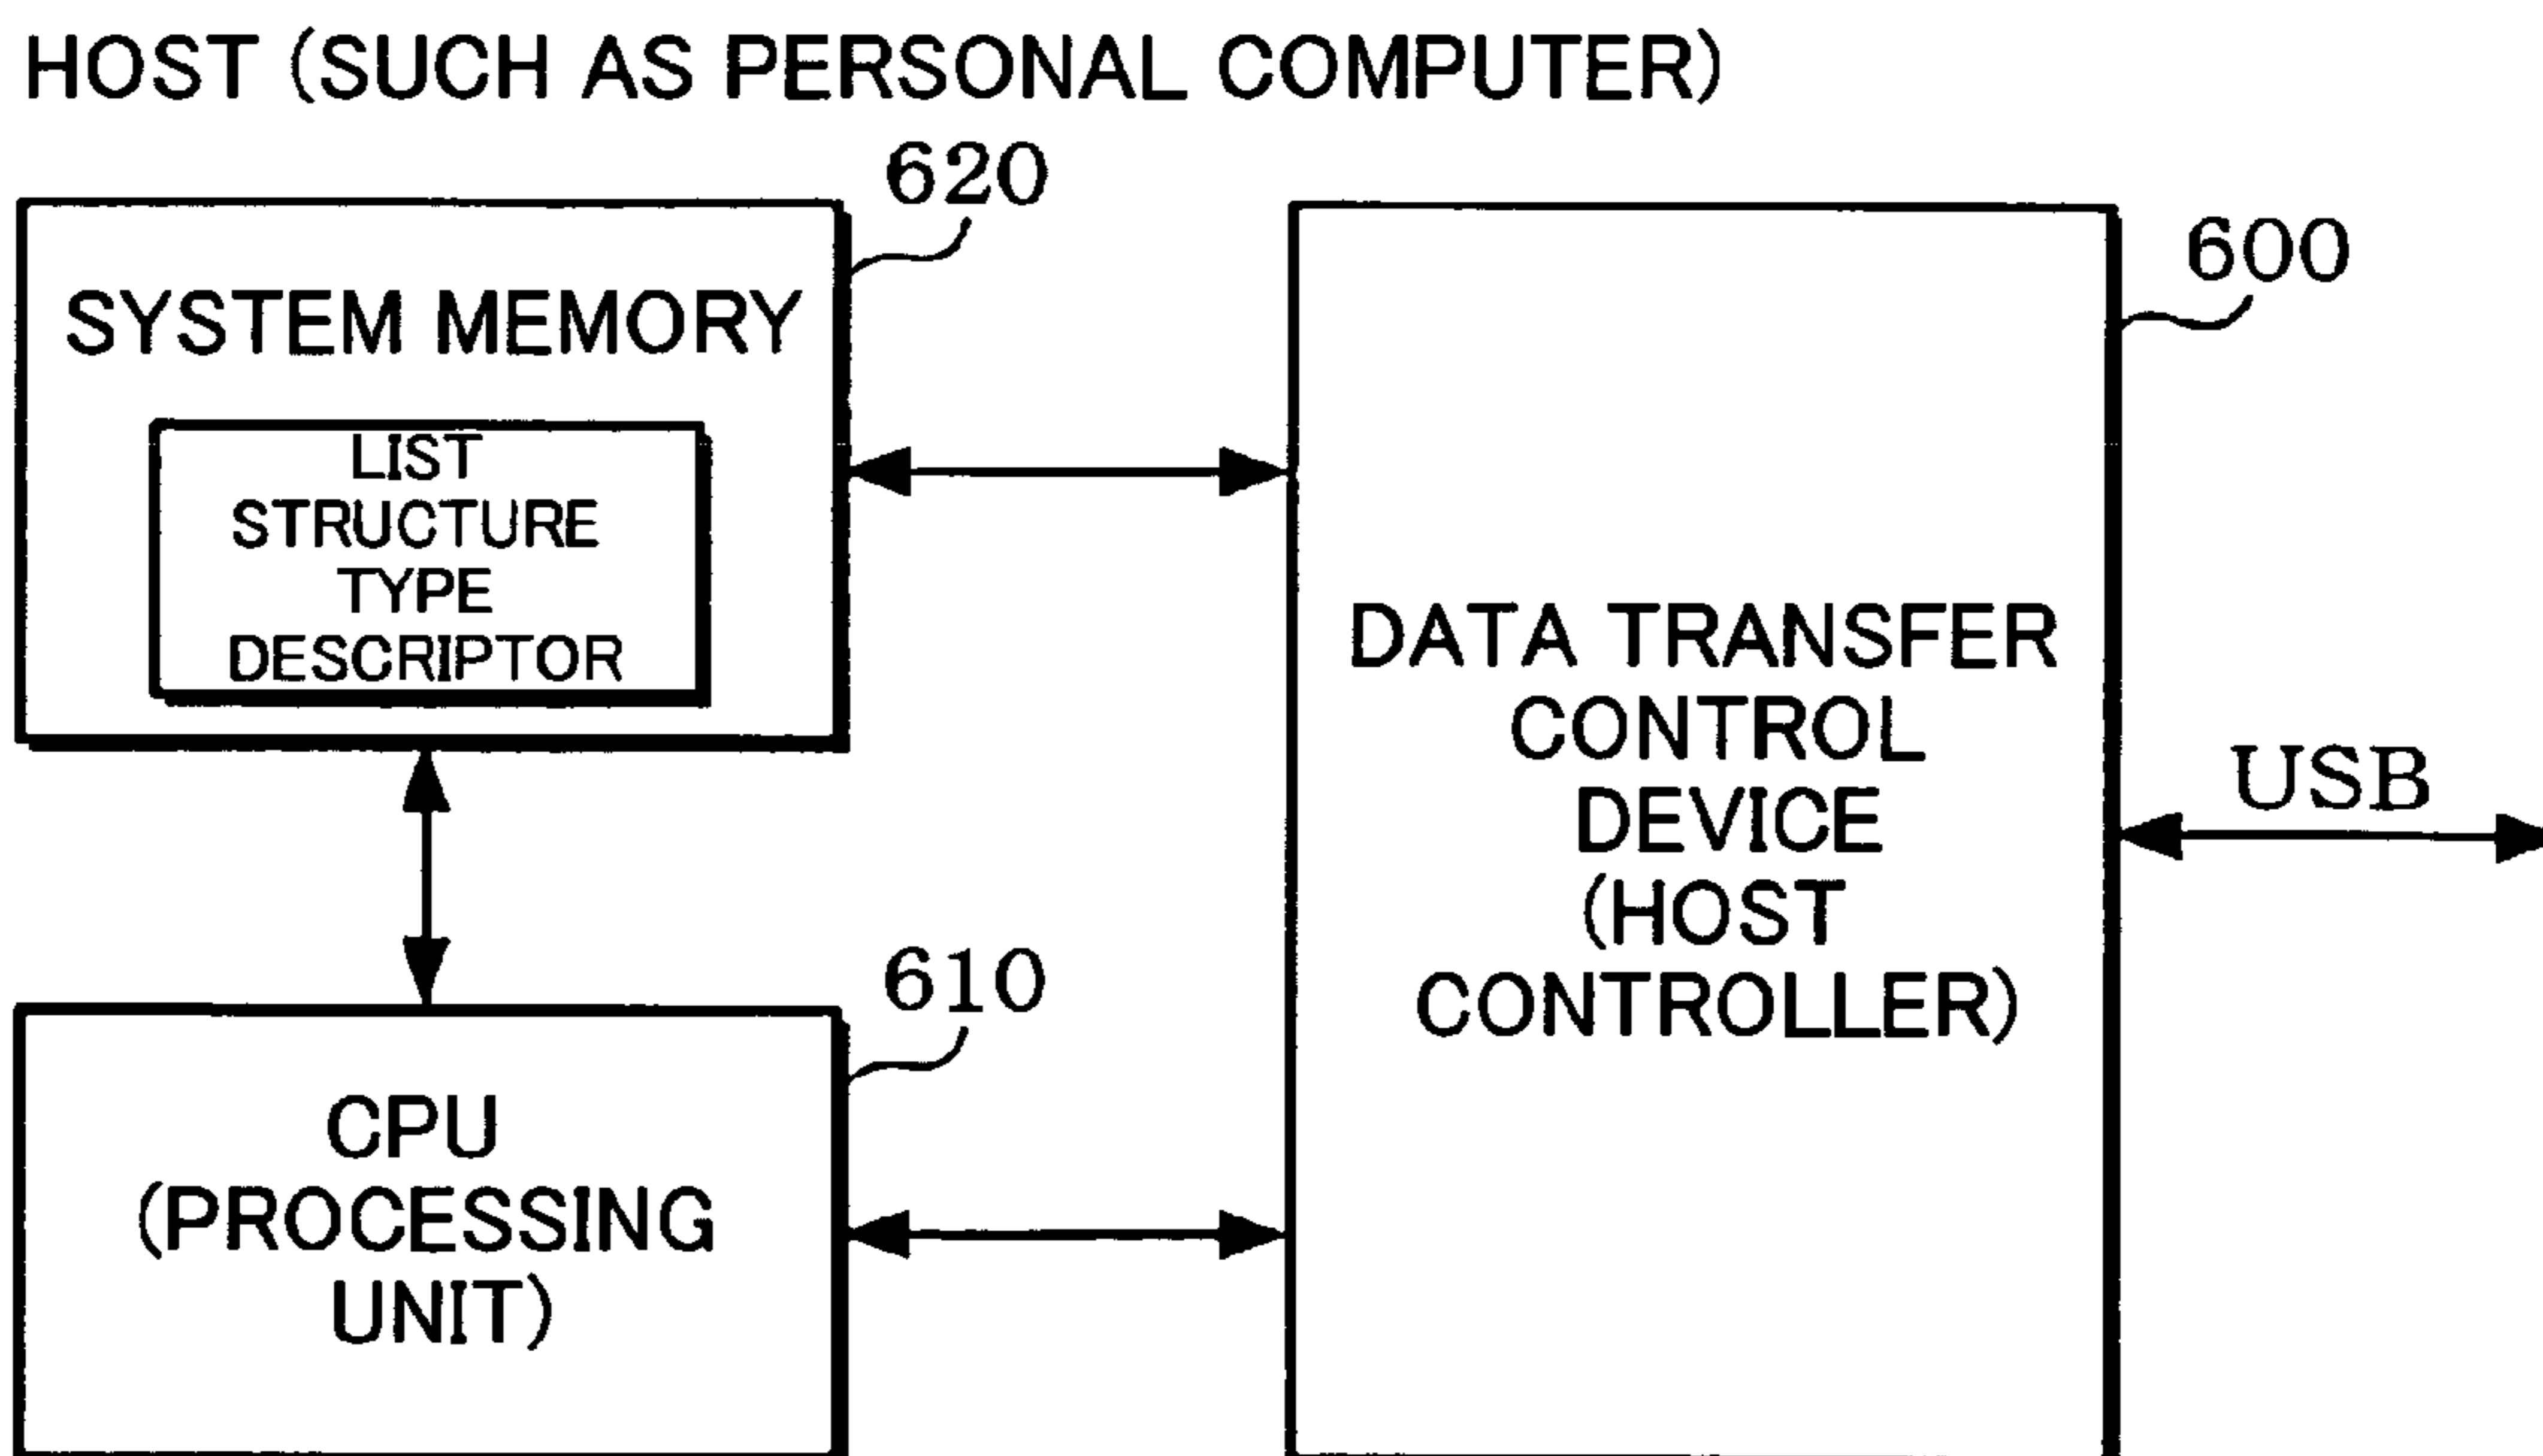 HOST (SUCH AS PERSONAL COMPUTER)
620
SYSTEM MEMORY
LIST
STRUCTURE
TYPE
DESCRIPTOR
600
DATA TRANSFER
CONTROL
DEVICE
(HOST
CONTROLLER)
USB
610
CPU
(PROCESSING
UNIT)